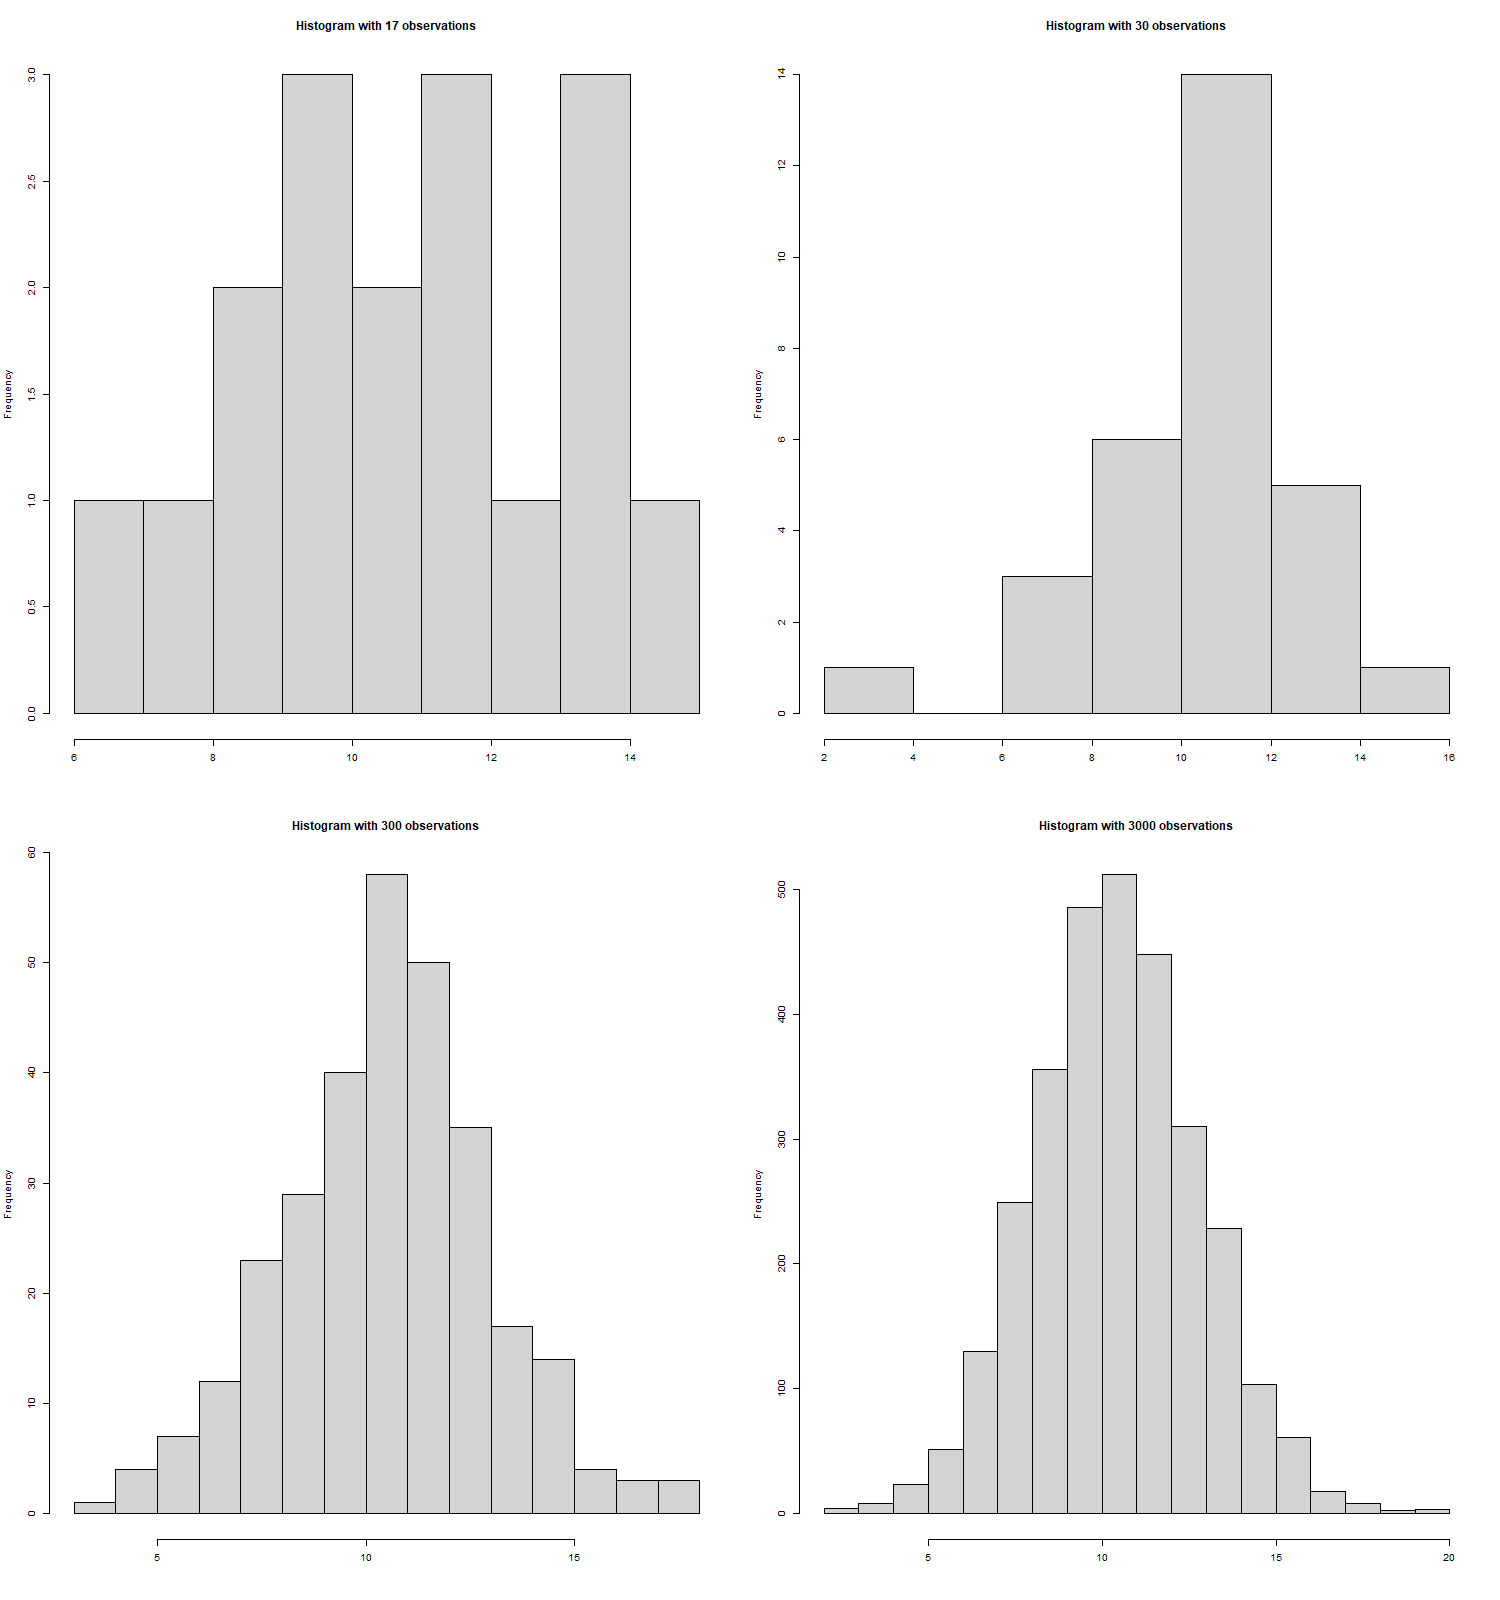 Histogram with 17 observations
Frequency
0.0 0.5 1.0 1.5 2.0 2.5 3.0
6 8 10 12 14
Histogram with 30 observations
Frequency
0 2 4 6 8 10 12 14
2 4 6 8 10 12 14 16
Histogram with 300 observations
Frequency
0 10 20 30 40 50 60
5 10 15
Histogram with 3000 observations
Frequency
0 100 200 300 400 500
5 10 15 20